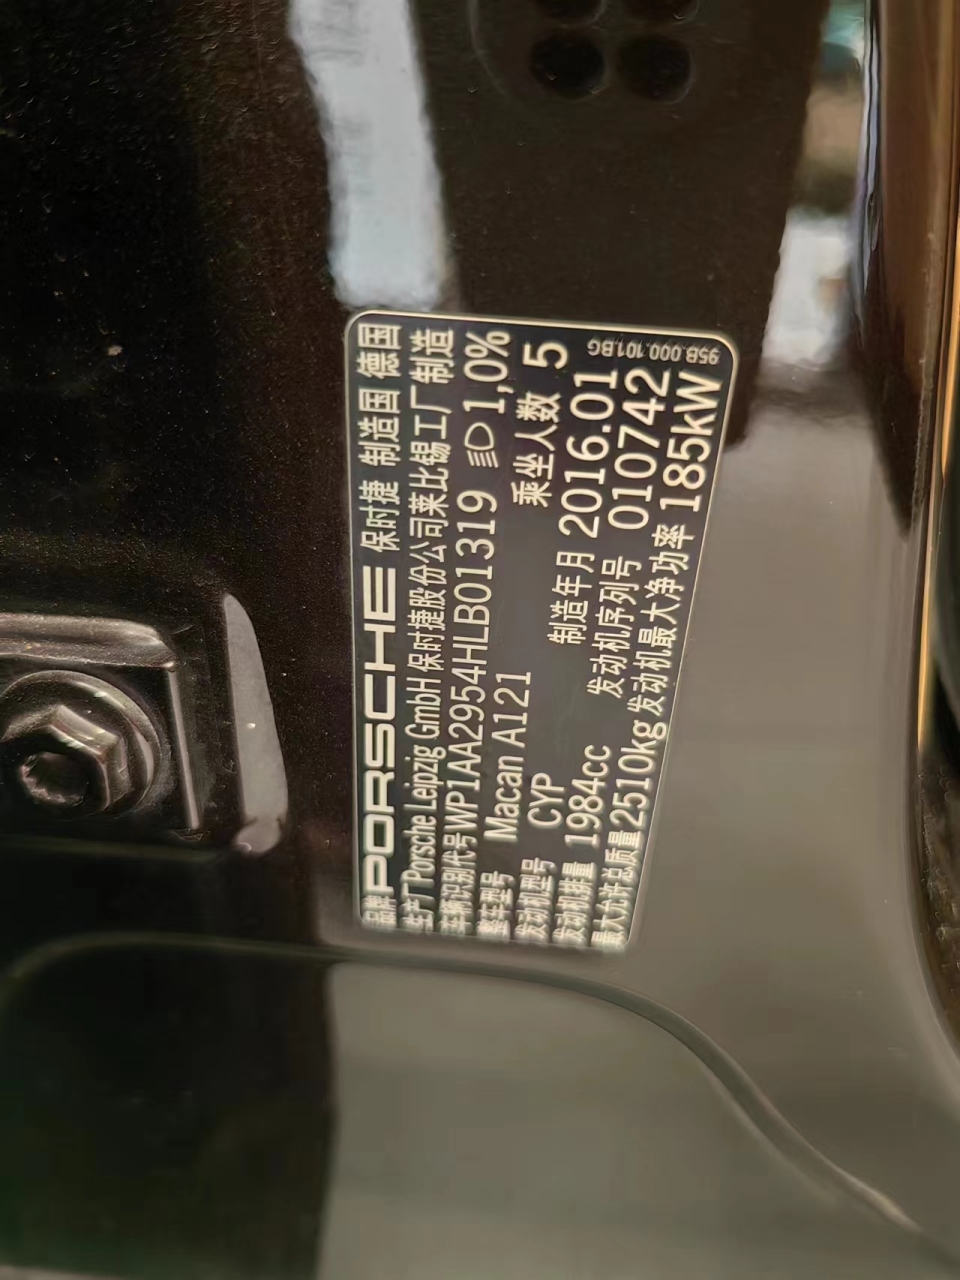 品牌 PORSCHE 保时捷 制造国 德国
生产厂 Porsche Leipzig GmbH 保时捷股份公司莱比锡工厂制造
车辆识别代号 WP1AA2954HLB01319 1,0%
整车型号 Macan A121
发动机型号 CYP 乘坐人数 5
发动机排量 1984cc 制造年月 2016.01
发动机序列号 010742
最大允许总质量 2510kg 发动机最大净功率 185kW
95B.000.101.BG